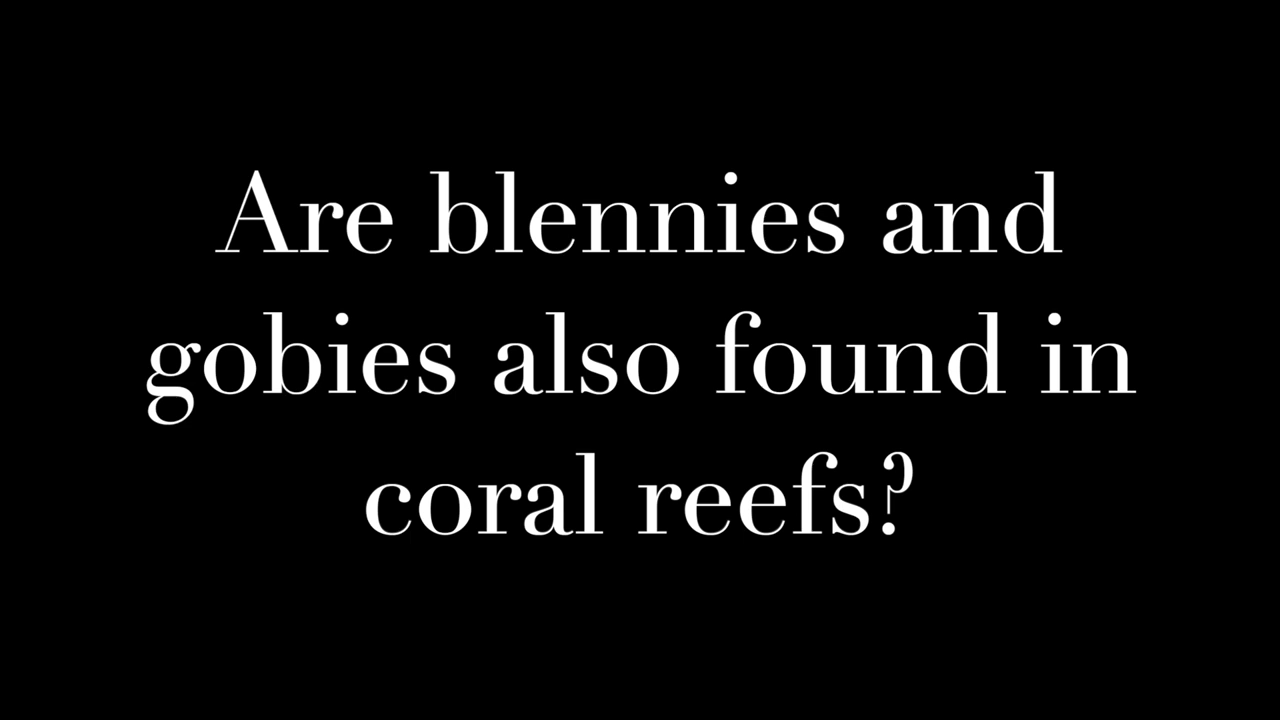 Are blennies and
gobies also found in
coral reefs?